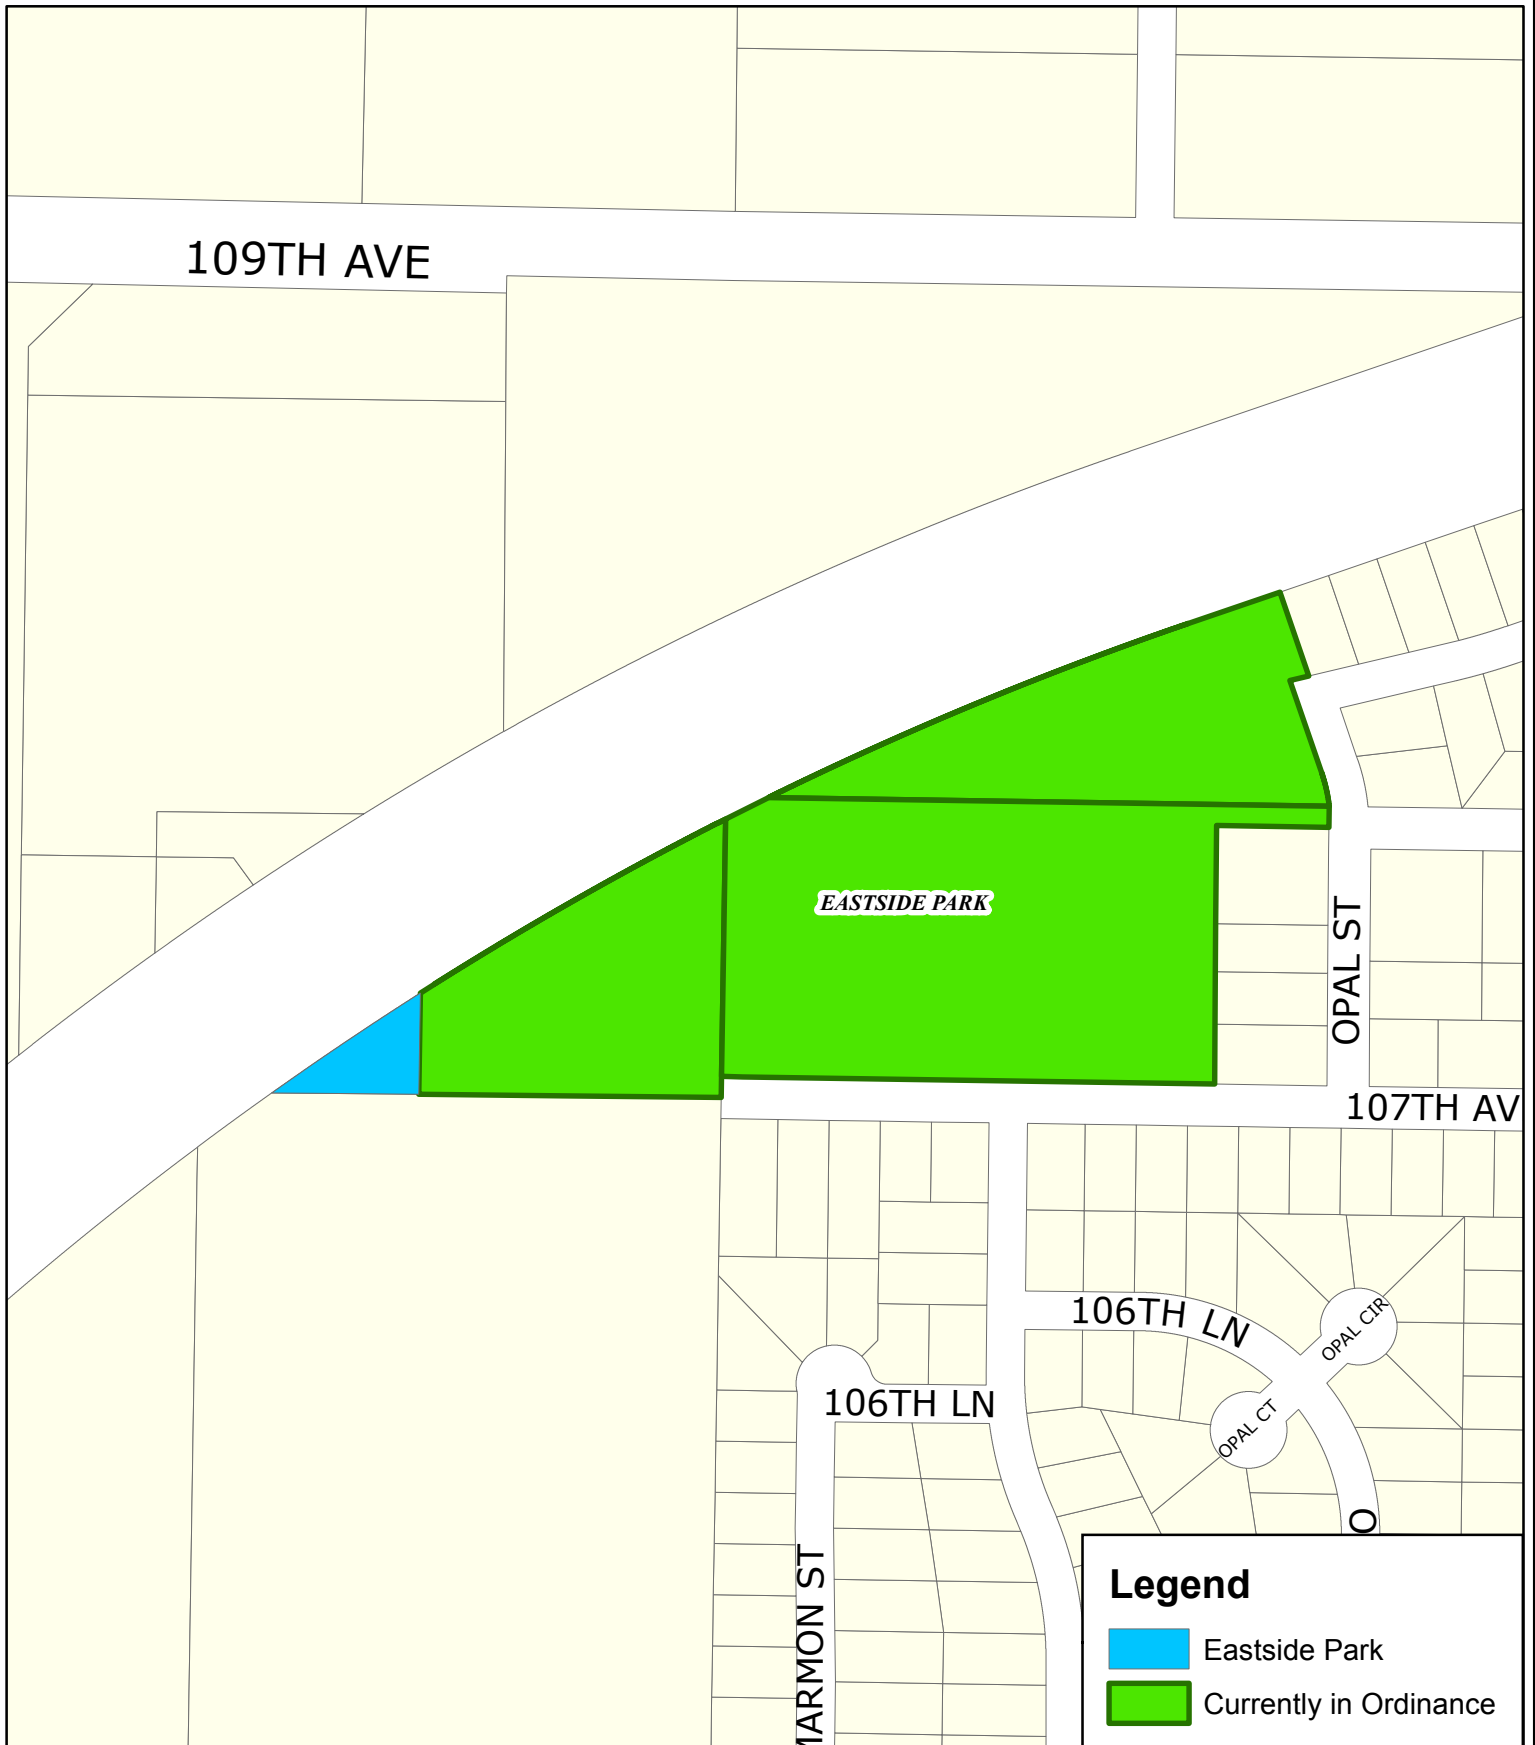 109TH AVE
EASTSIDE PARK
OPAL ST
107TH AV
106TH LN
OPAL CIR
106TH LN
OPAL CT
O
MARMON ST
Legend
Eastside Park
Currently in Ordinance